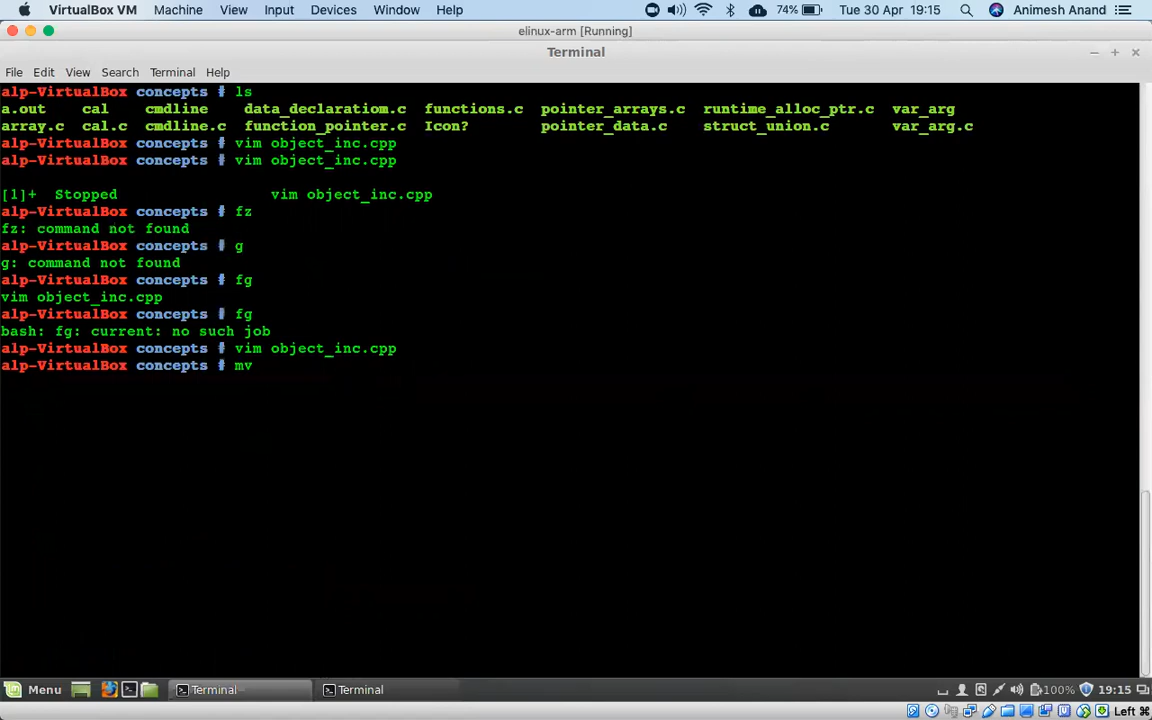 VirtualBox VM Machine View Input Devices Window Help 74% Tue 30 Apr 19:15 Animesh Anand
elinux-arm [Running]
Terminal
File Edit View Search Terminal Help
alp-VirtualBox concepts # ls
a.out cal cmdline data_declaratiom.c functions.c pointer_arrays.c runtime_alloc_ptr.c var_arg
array.c cal.c cmdline.c function_pointer.c Icon? pointer_data.c struct_union.c var_arg.c
alp-VirtualBox concepts # vim object_inc.cpp
alp-VirtualBox concepts # vim object_inc.cpp
[1]+ Stopped vim object_inc.cpp
alp-VirtualBox concepts # fz
fz: command not found
alp-VirtualBox concepts # g
g: command not found
alp-VirtualBox concepts # fg
vim object_inc.cpp
alp-VirtualBox concepts # fg
bash: fg: current: no such job
alp-VirtualBox concepts # vim object_inc.cpp
alp-VirtualBox concepts # mv
Menu Terminal Terminal 100% 19:15
Left ⌘